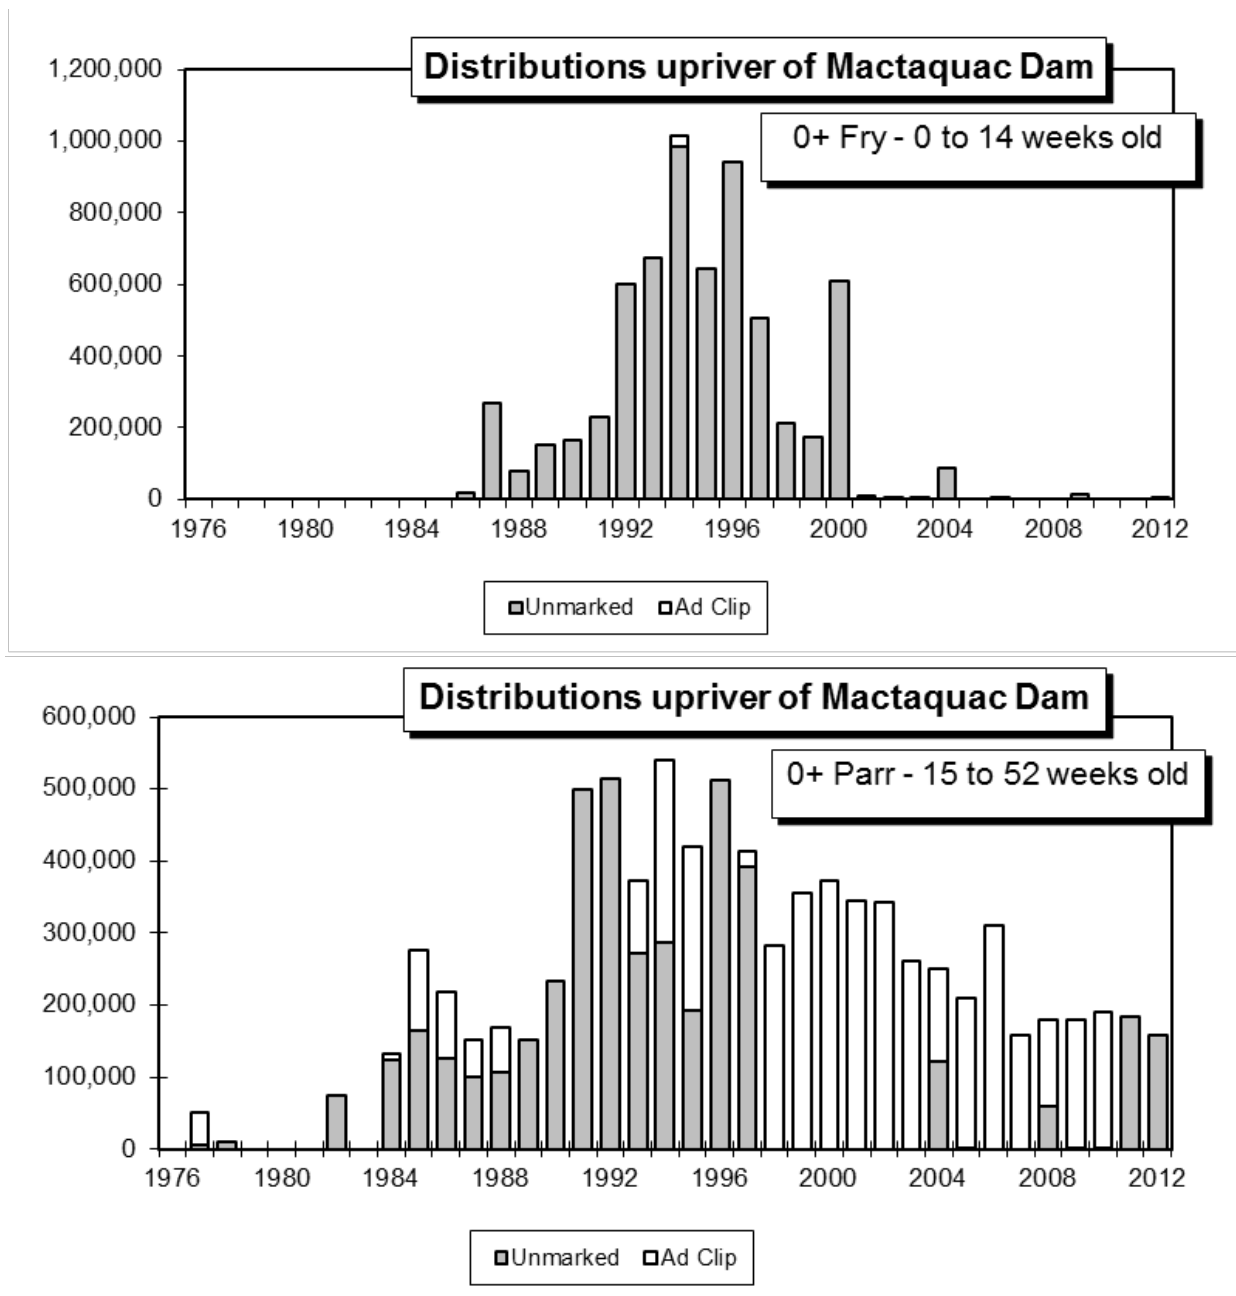 Distributions upriver of Mactaquac Dam
0+ Fry - 0 to 14 weeks old
1,200,000
1,000,000
800,000
600,000
400,000
200,000
0
1976 1980 1984 1988 1992 1996 2000 2004 2008 2012
Unmarked Ad Clip
Distributions upriver of Mactaquac Dam
0+ Parr - 15 to 52 weeks old
600,000
500,000
400,000
300,000
200,000
100,000
0
1976 1980 1984 1988 1992 1996 2000 2004 2008 2012
Unmarked Ad Clip